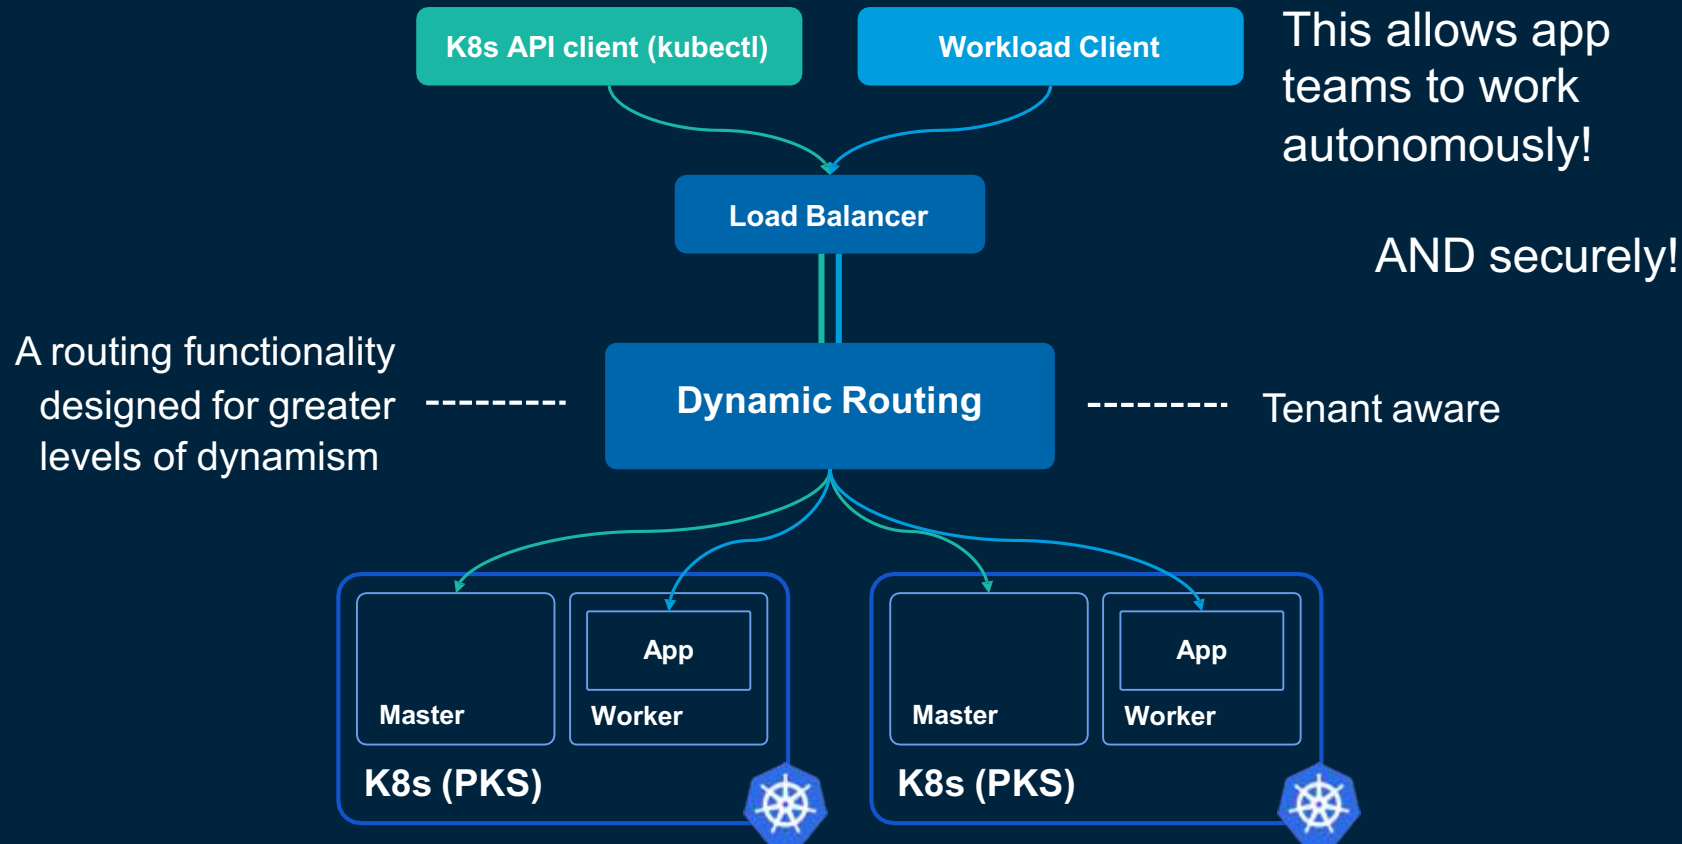 K8s API client (kubectl)
Workload Client
This allows app
teams to work
autonomously!
Load Balancer
AND securely!
A routing functionality
designed for greater
levels of dynamism
Dynamic Routing
Tenant aware
App
Master
Worker
K8s (PKS)
App
Master
Worker
K8s (PKS)